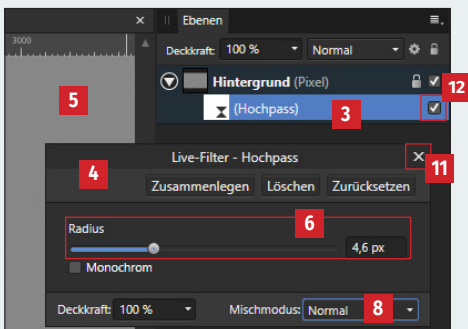 Ebenen
3000
Deckkraft: 100 % Normal
Hintergrund (Pixel)
12
5
(Hochpass)
3
Live-Filter - Hochpass
11
4
Zusammenlegen Löschen Zurücksetzen
6
Radius
4,6 px
Monochrom
Deckkraft: 100 % Mischmodus: Normal 8